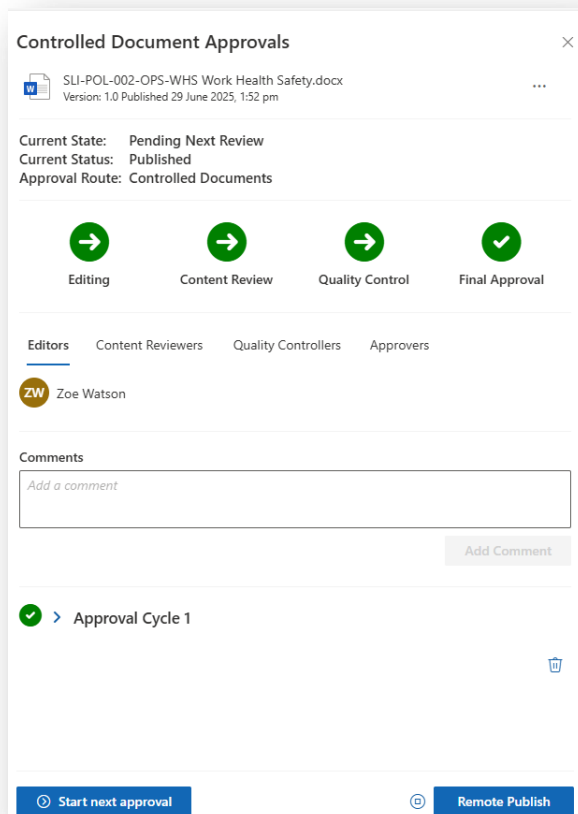 Controlled Document Approvals
SLI-POL-002-OPS-WHS Work Health Safety.docx
Version: 1.0 Published 29 June 2025, 1:52 pm
Current State: Pending Next Review
Current Status: Published
Approval Route: Controlled Documents
Editing Content Review Quality Control Final Approval
Editors Content Reviewers Quality Controllers Approvers
ZW Zoe Watson
Comments
Add a comment
Add Comment
Approval Cycle 1
Start next approval Remote Publish